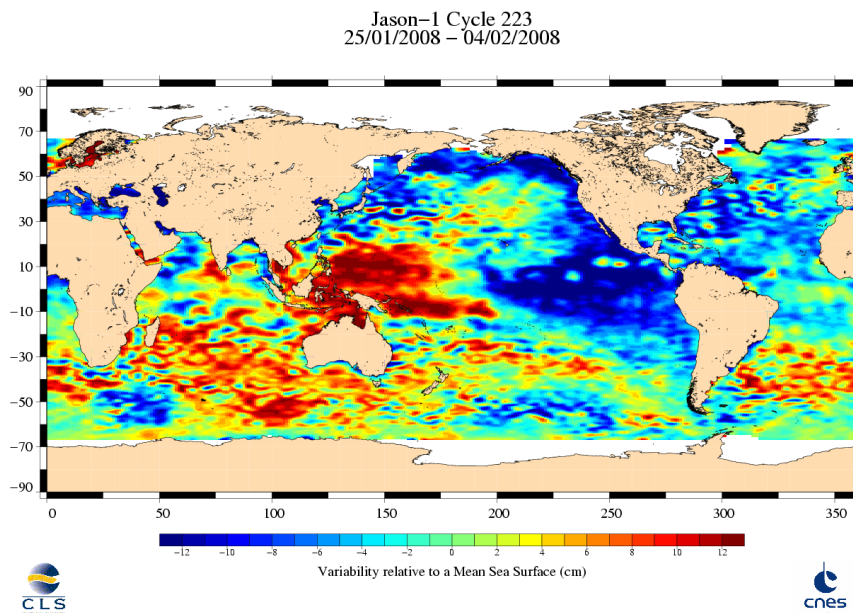 Jason−1 Cycle 223
25/01/2008 − 04/02/2008
90
70
50
30
10
−10
−30
−50
−70
−90
0 50 100 150 200 250 300 350
−12 −10 −8 −6 −4 −2 0 2 4 6 8 10 12
Variability relative to a Mean Sea Surface (cm)
CLS
cnes